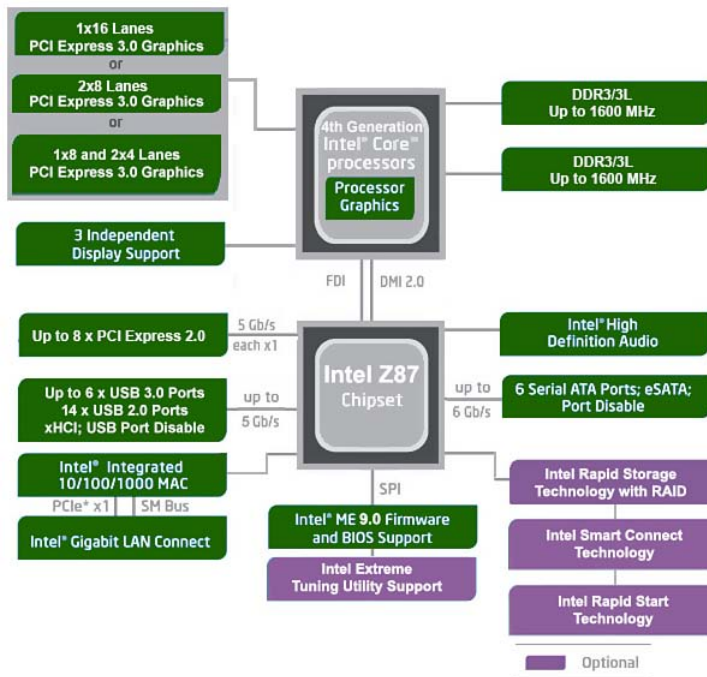 1x16 Lanes
PCI Express 3.0 Graphics
or
2x8 Lanes
PCI Express 3.0 Graphics
or
1x8 and 2x4 Lanes
PCI Express 3.0 Graphics
4th Generation
Intel® Core™
processors
Processor
Graphics
DDR3/3L
Up to 1600 MHz
DDR3/3L
Up to 1600 MHz
3 Independent
Display Support
FDI
DMI 2.0
Up to 8 x PCI Express 2.0
5 Gb/s
each x1
Intel® High
Definition Audio
Intel Z87
Chipset
Up to 6 x USB 3.0 Ports
14 x USB 2.0 Ports
xHCI; USB Port Disable
up to
5 Gb/s
up to
6 Gb/s
6 Serial ATA Ports; eSATA;
Port Disable
Intel® Integrated
10/100/1000 MAC
PCIe* x1
SM Bus
Intel® Gigabit LAN Connect
SPI
Intel® ME 9.0 Firmware
and BIOS Support
Intel Extreme
Tuning Utility Support
Intel Rapid Storage
Technology with RAID
Intel Smart Connect
Technology
Intel Rapid Start
Technology
Optional